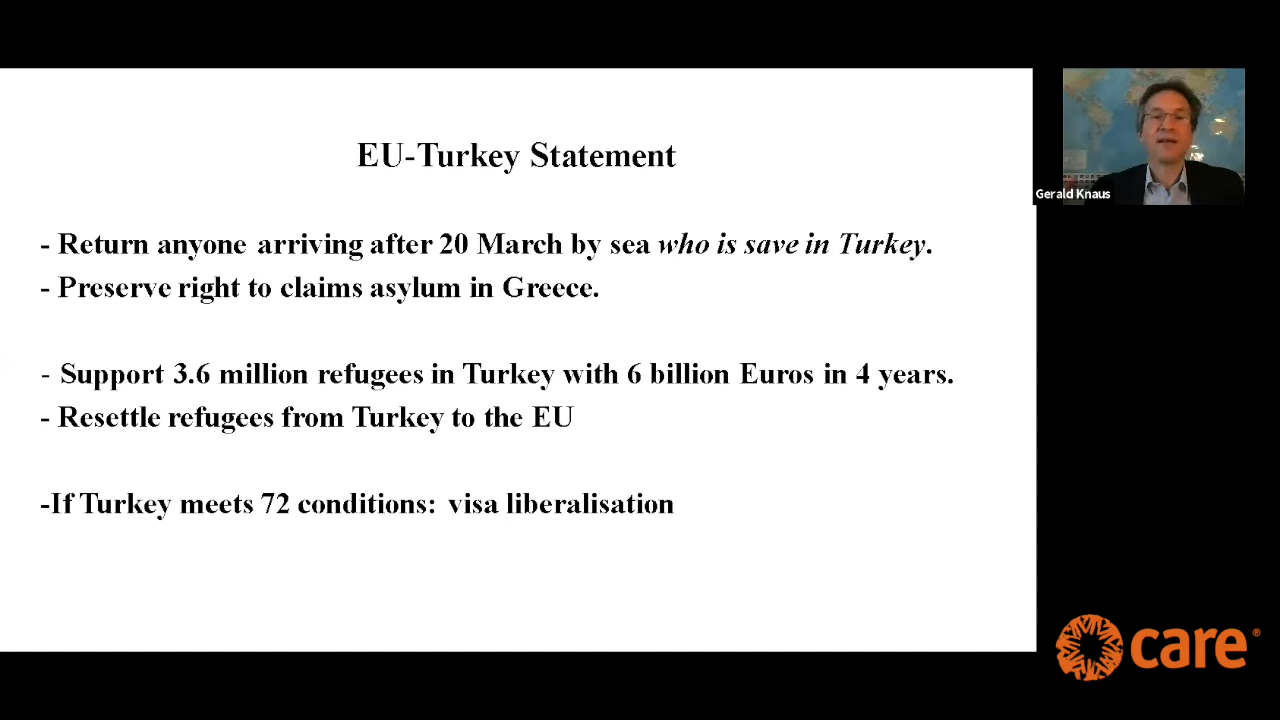 EU-Turkey Statement
- Return anyone arriving after 20 March by sea who is save in Turkey.
- Preserve right to claims asylum in Greece.
- Support 3.6 million refugees in Turkey with 6 billion Euros in 4 years.
- Resettle refugees from Turkey to the EU
-If Turkey meets 72 conditions: visa liberalisation
Gerald Knaus
care®